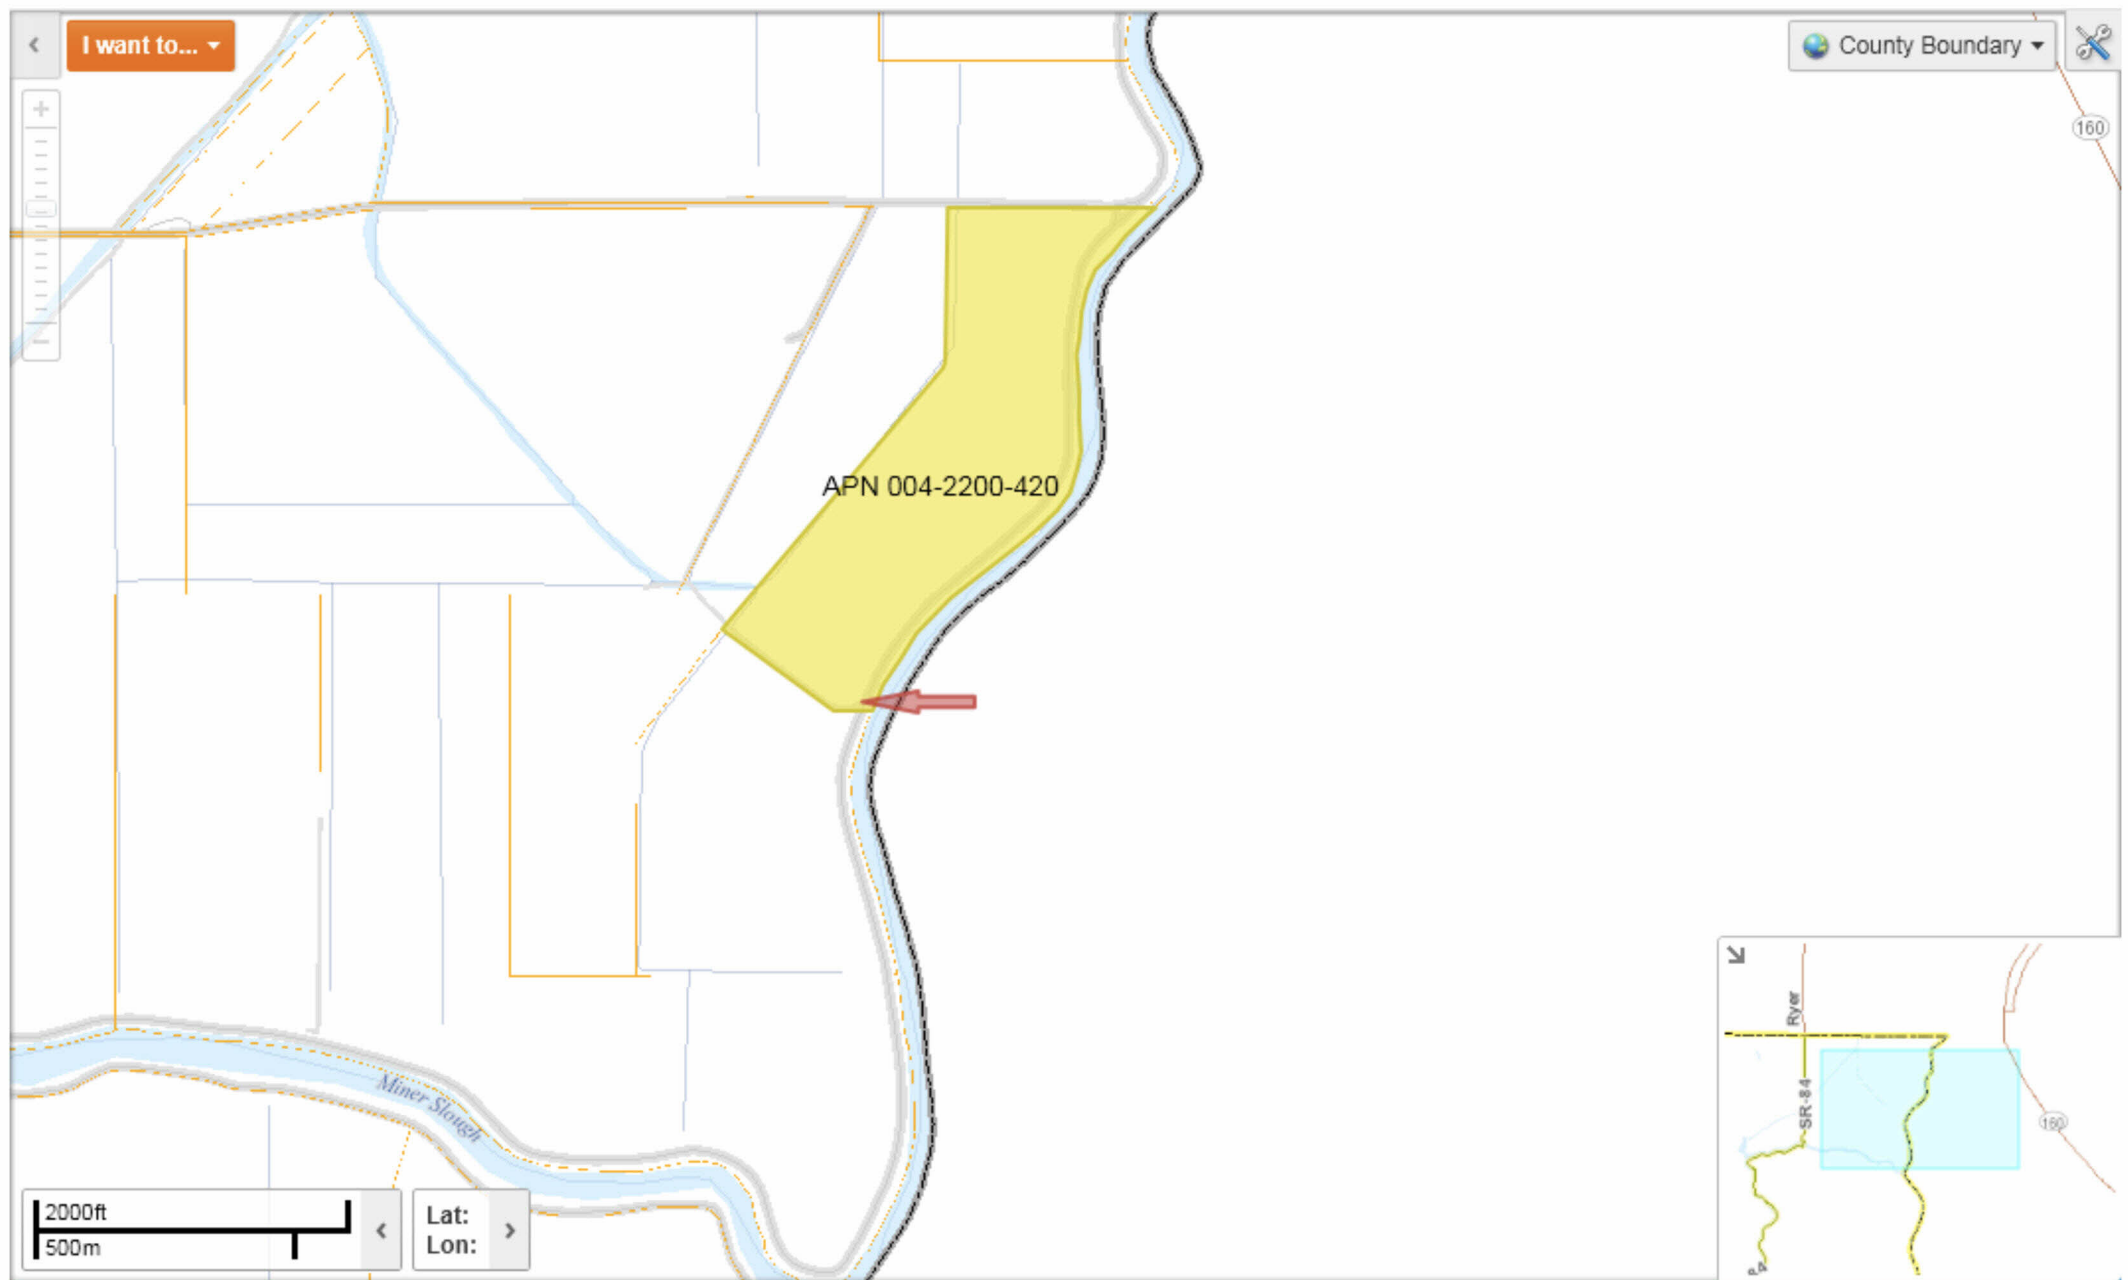 I want to...
County Boundary
160
APN 004-2200-420
Miner Slough
2000ft
500m
Lat:
Lon:
Ryer
SR-84
160